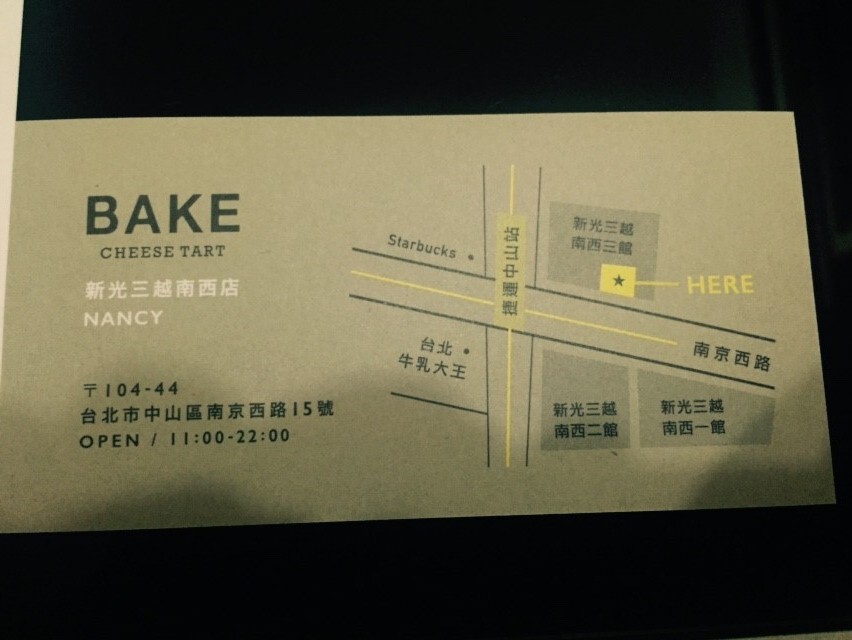 BAKE
CHEESE TART
新光三越南西店
NANCY
〒104-44
台北市中山區南京西路15號
OPEN / 11:00-22:00
Starbucks
捷運中山站
新光三越
南西三館
HERE
南京西路
台北
牛乳大王
新光三越
南西二館
新光三越
南西一館